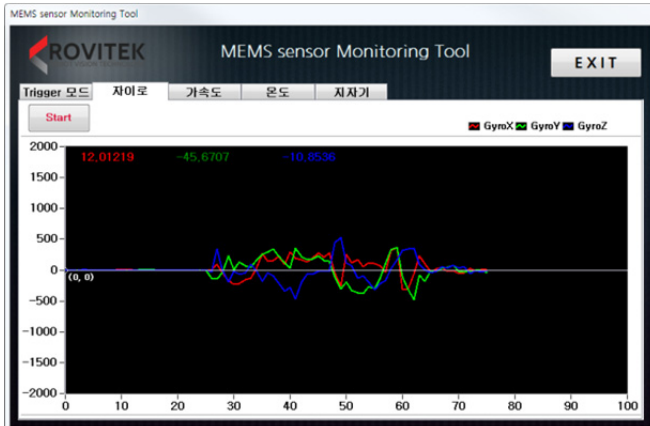 MEMS sensor Monitoring Tool
ROVITEK
MEMS sensor Monitoring Tool
EXIT
Trigger 모드 자이로 가속도 온도 지자기
Start
GyroX GyroY GyroZ
12,01219 -45,6707 -10,8536
2000
1500
1000
500
0
(0, 0)
-500
-1000
-1500
-2000
0 10 20 30 40 50 60 70 80 90 100